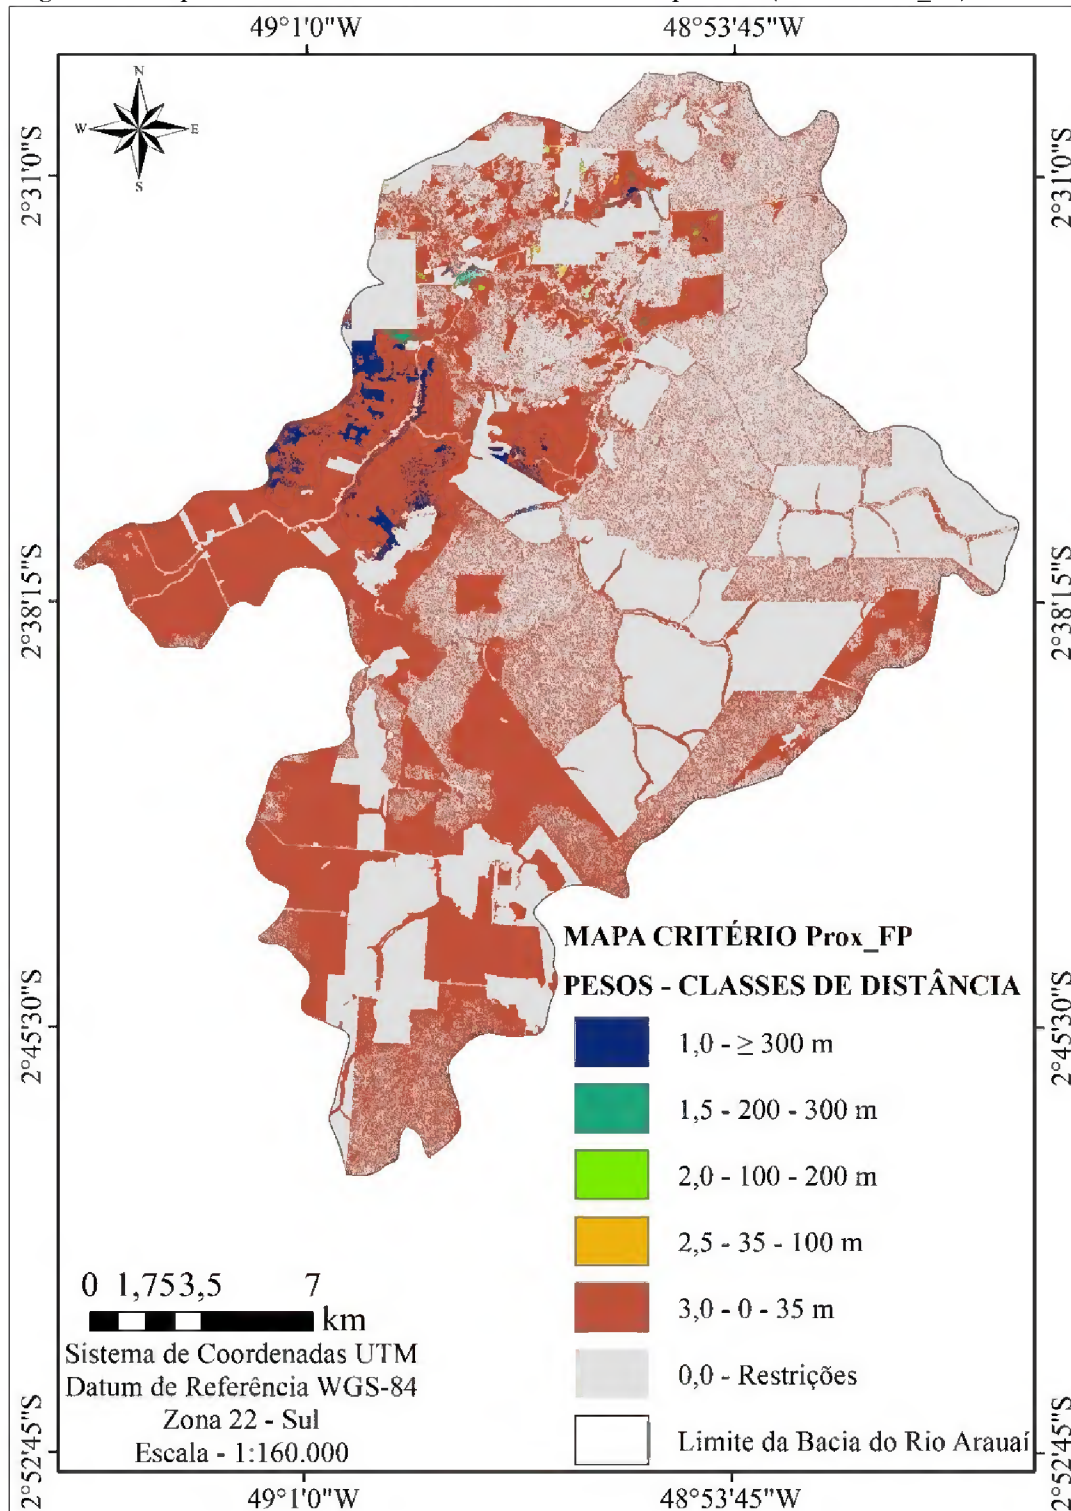 49°1'0"W 48°53'45"W
N
W E
S
2°31'0"S 2°31'0"S
2°38'15"S 2°38'15"S
2°45'30"S 2°45'30"S
2°52'45"S 2°52'45"S
MAPA CRITÉRIO Prox_FP
PESOS - CLASSES DE DISTÂNCIA
1,0 - ≥ 300 m
1,5 - 200 - 300 m
2,0 - 100 - 200 m
2,5 - 35 - 100 m
3,0 - 0 - 35 m
0,0 - Restrições
Limite da Bacia do Rio Arauaí
0 1,75 3,5 7
km
Sistema de Coordenadas UTM
Datum de Referência WGS-84
Zona 22 - Sul
Escala - 1:160.000
49°1'0"W 48°53'45"W